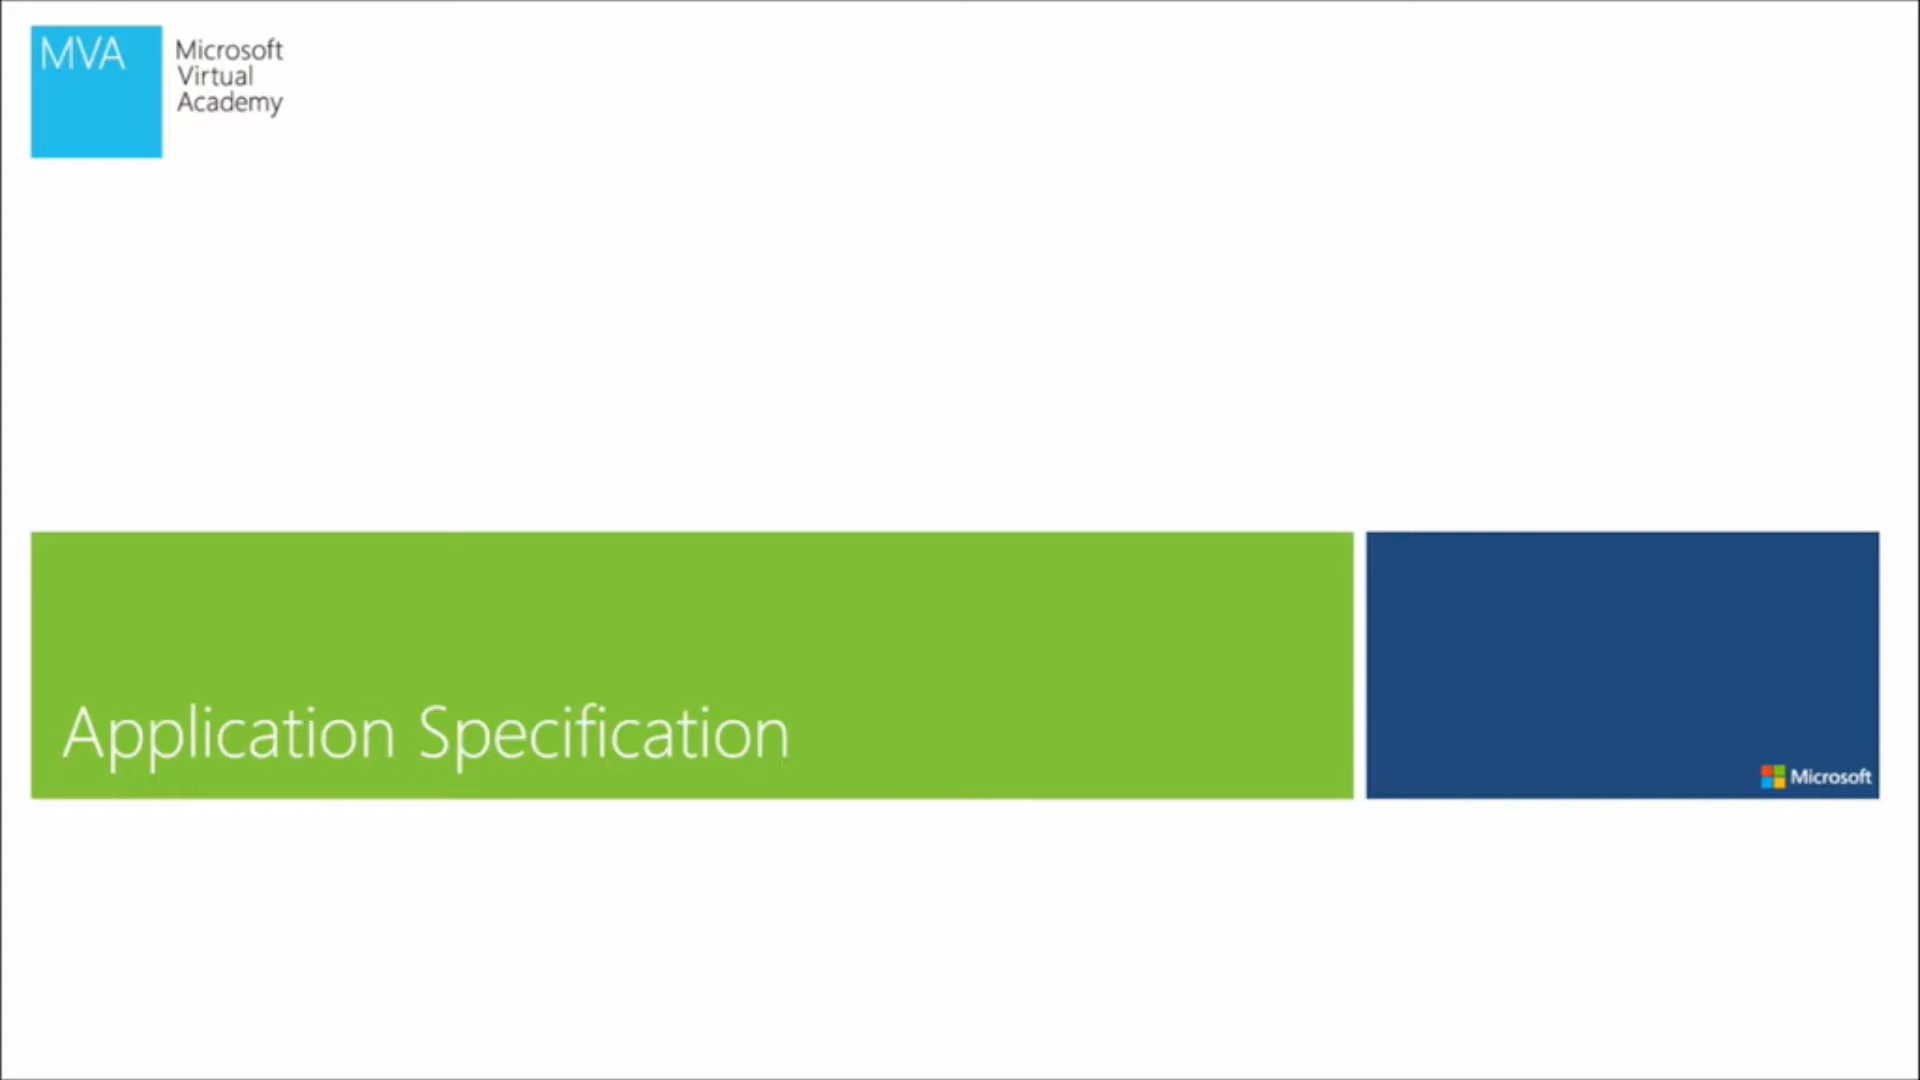 MVA
Microsoft
Virtual
Academy
Application Specification
Microsoft